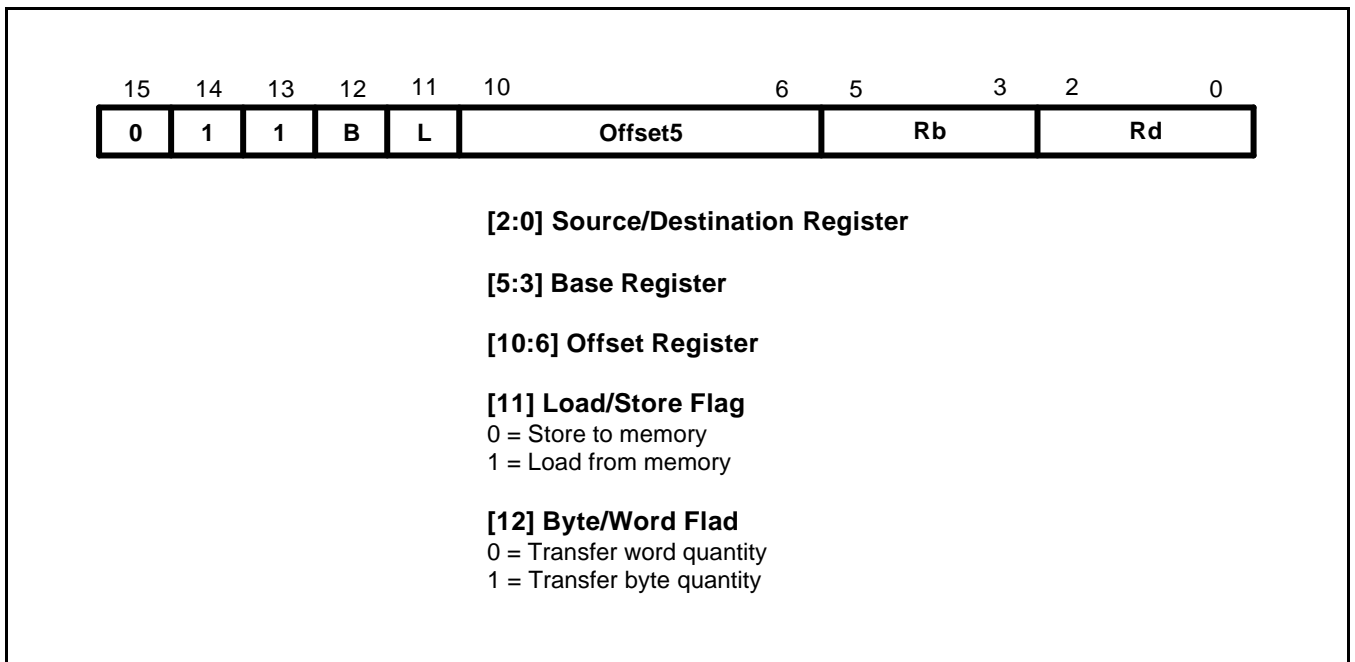 15 14 13 12 11 10 6 5 3 2 0
0 1 1 B L Offset5 Rb Rd
[2:0] Source/Destination Register
[5:3] Base Register
[10:6] Offset Register
[11] Load/Store Flag
0 = Store to memory
1 = Load from memory
[12] Byte/Word Flad
0 = Transfer word quantity
1 = Transfer byte quantity